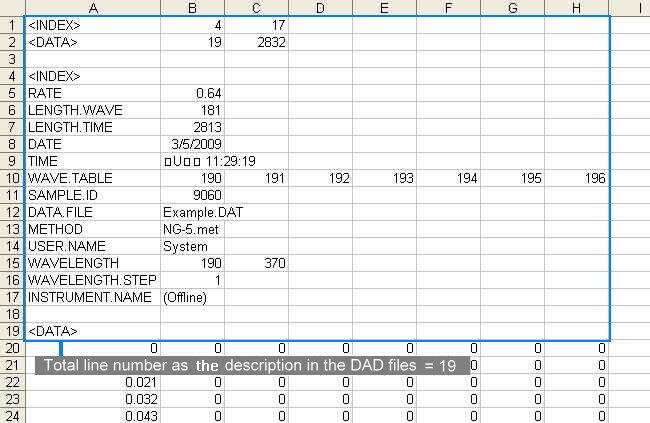 A B C D E F G H I
1 <INDEX> 4 17
2 <DATA> 19 2832
3
4 <INDEX>
5 RATE 0.64
6 LENGTH.WAVE 181
7 LENGTH.TIME 2813
8 DATE 3/5/2009
9 TIME □U□□ 11:29:19
10 WAVE.TABLE 190 191 192 193 194 195 196
11 SAMPLE.ID 9060
12 DATA.FILE Example.DAT
13 METHOD NG-5.met
14 USER.NAME System
15 WAVELENGTH 190 370
16 WAVELENGTH.STEP 1
17 INSTRUMENT.NAME (Offline)
18
19 <DATA>
20 0 0 0 0 0 0 0 0
21 Total line number as the description in the DAD files = 19 0 0
22 0.021 0 0 0 0 0 0 0
23 0.032 0 0 0 0 0 0 0
24 0.043 0 0 0 0 0 0 0